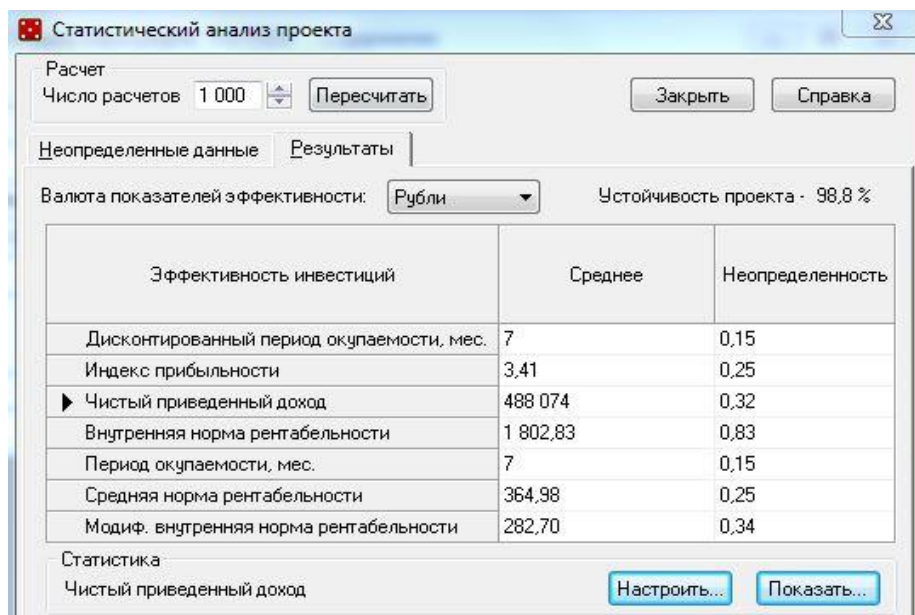 Статистический анализ проекта
Расчет
Число расчетов 1 000 Пересчитать Закрыть Справка
Неопределенные данные Результаты
Валюта показателей эффективности: Рубли Устойчивость проекта - 98,8 %
Эффективность инвестиций Среднее Неопределенность
Дисконтированный период окупаемости, мес. 7 0,15
Индекс прибыльности 3,41 0,25
Чистый приведенный доход 488 074 0,32
Внутренняя норма рентабельности 1 802,83 0,83
Период окупаемости, мес. 7 0,15
Средняя норма рентабельности 364,98 0,25
Модиф. внутренняя норма рентабельности 282,70 0,34
Статистика
Чистый приведенный доход Настроить... Показать...